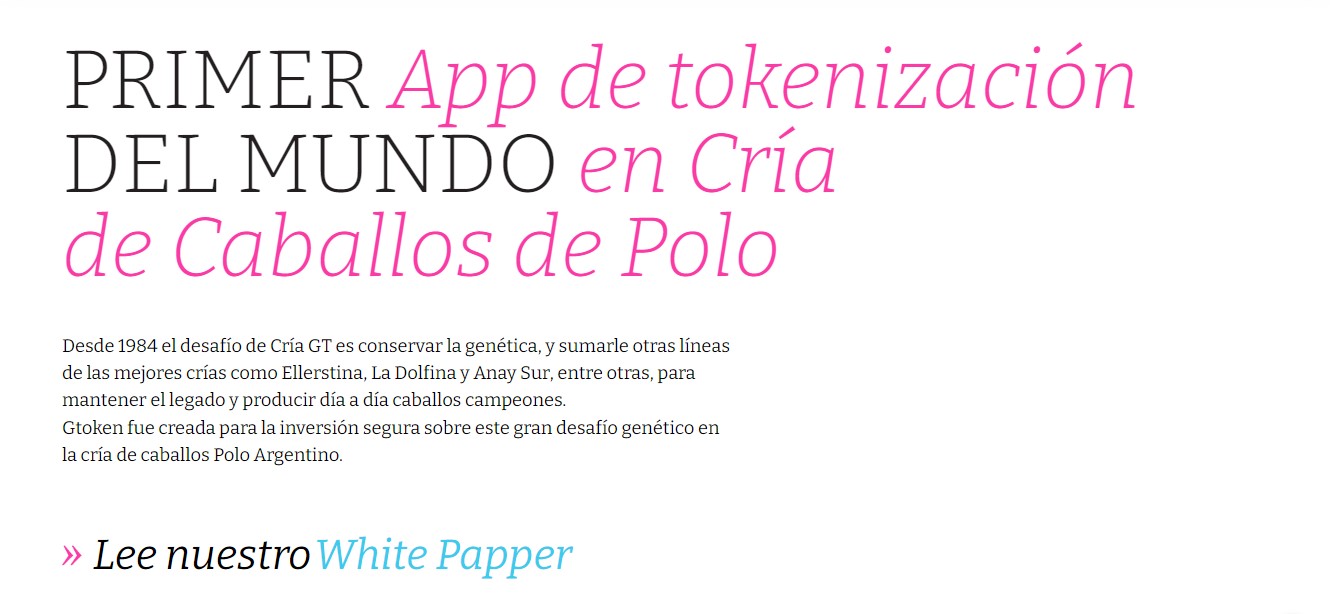 PRIMER App de tokenización
DEL MUNDO en Cría
de Caballos de Polo
Desde 1984 el desafío de Cría GT es conservar la genética, y sumarle otras líneas
de las mejores crías como Ellerstina, La Dolfina y Anay Sur, entre otras, para
mantener el legado y producir día a día caballos campeones.
Gtoken fue creada para la inversión segura sobre este gran desafío genético en
la cría de caballos Polo Argentino.
» Lee nuestro White Papper